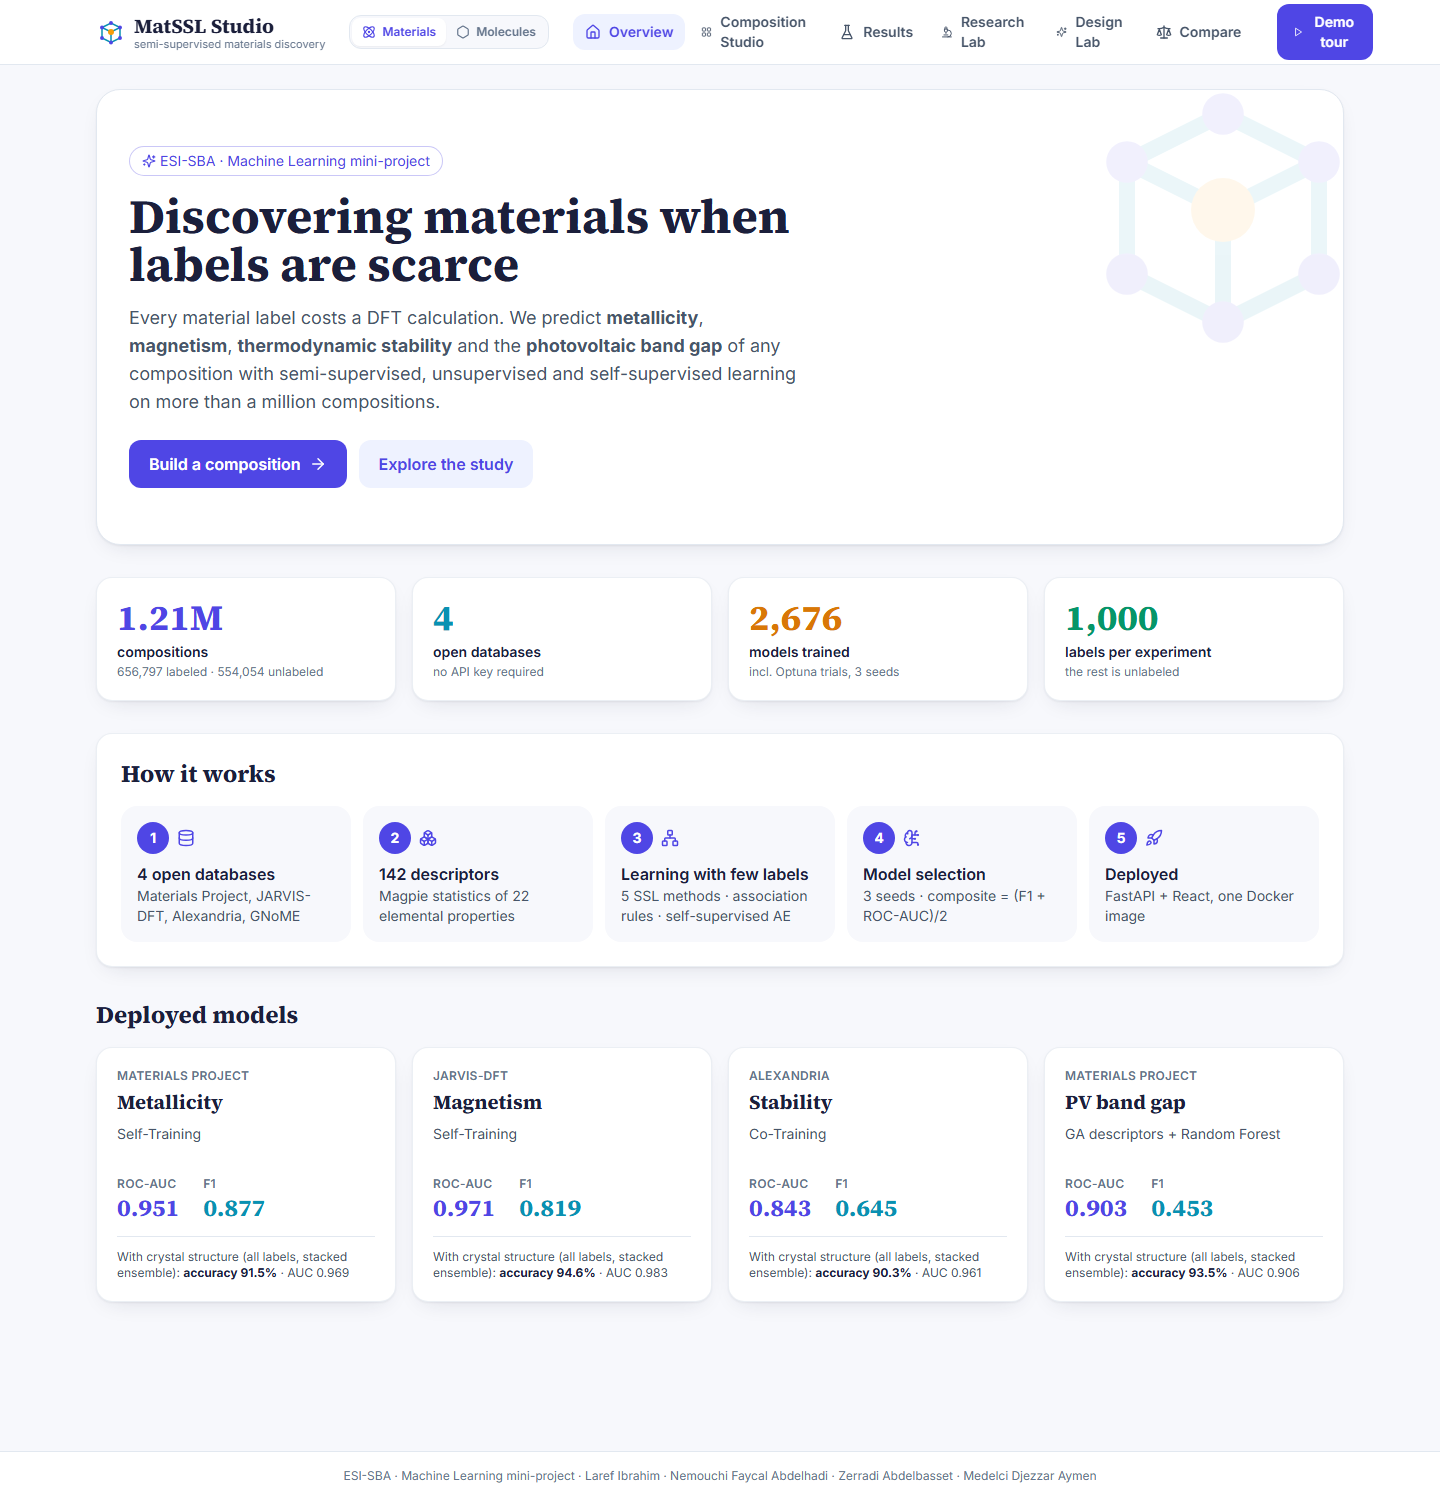 MatSSL Studio
semi-supervised materials discovery
Materials
Molecules
Overview
Composition
Studio
Results
Research
Lab
Design
Lab
Compare
Demo
tour
ESI-SBA · Machine Learning mini-project
Discovering materials when
labels are scarce
Every material label costs a DFT calculation. We predict metallicity,
magnetism, thermodynamic stability and the photovoltaic band gap of any
composition with semi-supervised, unsupervised and self-supervised learning
on more than a million compositions.
Build a composition
Explore the study
1.21M
compositions
656,797 labeled · 554,054 unlabeled
4
open databases
no API key required
2,676
models trained
incl. Optuna trials, 3 seeds
1,000
labels per experiment
the rest is unlabeled
How it works
1
4 open databases
Materials Project, JARVIS-
DFT, Alexandria, GNoME
2
142 descriptors
Magpie statistics of 22
elemental properties
3
Learning with few labels
5 SSL methods · association
rules · self-supervised AE
4
Model selection
3 seeds · composite = (F1 +
ROC-AUC)/2
5
Deployed
FastAPI + React, one Docker
image
Deployed models
MATERIALS PROJECT
Metallicity
Self-Training
ROC-AUC F1
0.951 0.877
With crystal structure (all labels, stacked
ensemble): accuracy 91.5% · AUC 0.969
JARVIS-DFT
Magnetism
Self-Training
ROC-AUC F1
0.971 0.819
With crystal structure (all labels, stacked
ensemble): accuracy 94.6% · AUC 0.983
ALEXANDRIA
Stability
Co-Training
ROC-AUC F1
0.843 0.645
With crystal structure (all labels, stacked
ensemble): accuracy 90.3% · AUC 0.961
MATERIALS PROJECT
PV band gap
GA descriptors + Random Forest
ROC-AUC F1
0.903 0.453
With crystal structure (all labels, stacked
ensemble): accuracy 93.5% · AUC 0.906
ESI-SBA · Machine Learning mini-project · Laref Ibrahim · Nemouchi Faycal Abdelhadi · Zerradi Abdelbasset · Medelci Djezzar Aymen